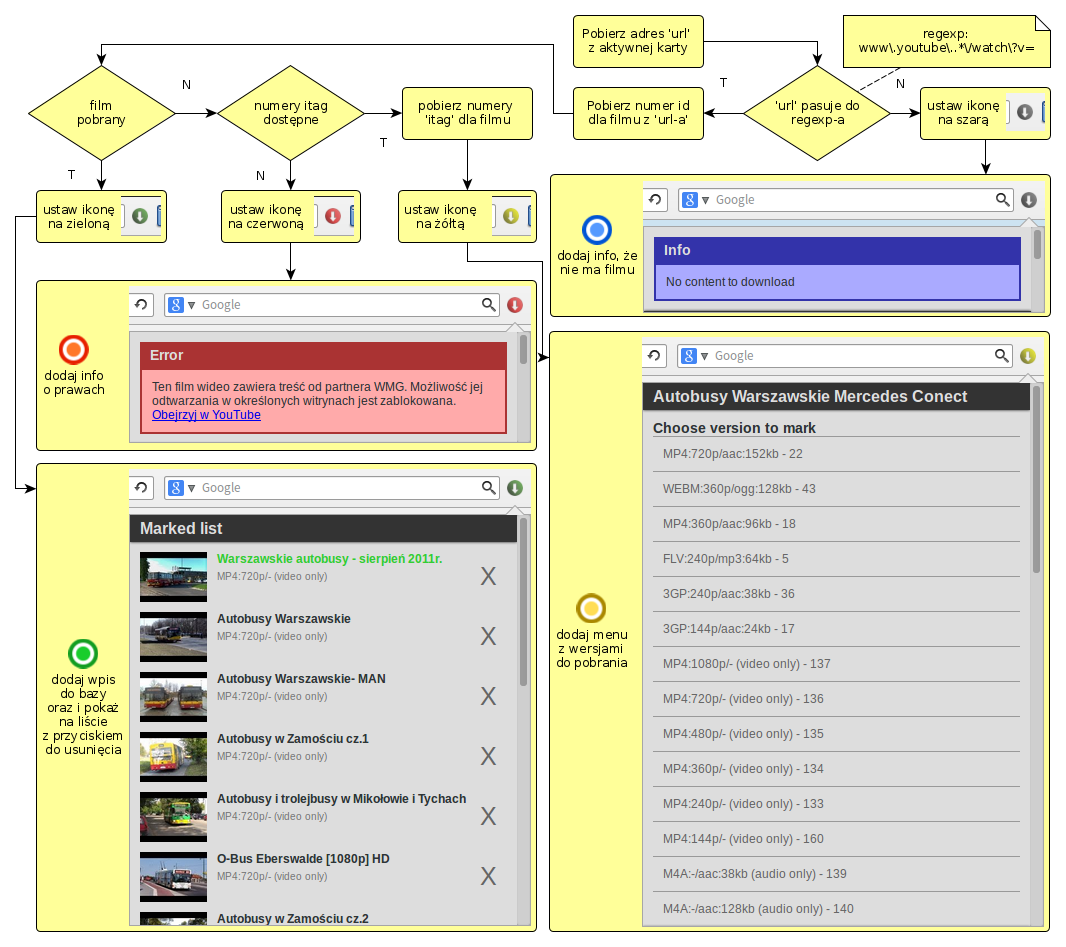 Pobierz adres 'url'
z aktywnej karty
regexp:
www\.youtube\..*\/watch\?v=
film
pobrany
N
numery itag
dostępne
T
pobierz numery
'itag' dla filmu
Pobierz numer id
dla filmu z 'url-a'
T
'url' pasuje do
regexp-a
N
ustaw ikonę
na szarą
T
ustaw ikonę
na zieloną
N
ustaw ikonę
na czerwoną
ustaw ikonę
na żółtą
dodaj info, że
nie ma filmu
8 Google
Info
No content to download
dodaj info
o prawach
8 Google
Error
Ten film wideo zawiera treść od partnera WMG. Możliwość jej
odtwarzania w określonych witrynach jest zablokowana.
Obejrzyj w YouTube
dodaj wpis
do bazy
oraz i pokaż
na liście
z przyciskiem
do usunięcia
8 Google
Marked list
Warszawskie autobusy - sierpień 2011r.
MP4:720p/- (video only)
X
Autobusy Warszawskie
MP4:720p/- (video only)
X
Autobusy Warszawskie- MAN
MP4:720p/- (video only)
X
Autobusy w Zamościu cz.1
MP4:720p/- (video only)
X
Autobusy i trolejbusy w Mikołowie i Tychach
MP4:720p/- (video only)
X
O-Bus Eberswalde [1080p] HD
MP4:720p/- (video only)
X
Autobusy w Zamościu cz.2
dodaj menu
z wersjami
do pobrania
8 Google
Autobusy Warszawskie Mercedes Conect
Choose version to mark
MP4:720p/aac:152kb - 22
WEBM:360p/ogg:128kb - 43
MP4:360p/aac:96kb - 18
FLV:240p/mp3:64kb - 5
3GP:240p/aac:38kb - 36
3GP:144p/aac:24kb - 17
MP4:1080p/- (video only) - 137
MP4:720p/- (video only) - 136
MP4:480p/- (video only) - 135
MP4:360p/- (video only) - 134
MP4:240p/- (video only) - 133
MP4:144p/- (video only) - 160
M4A:-/aac:38kb (audio only) - 139
M4A:-/aac:128kb (audio only) - 140